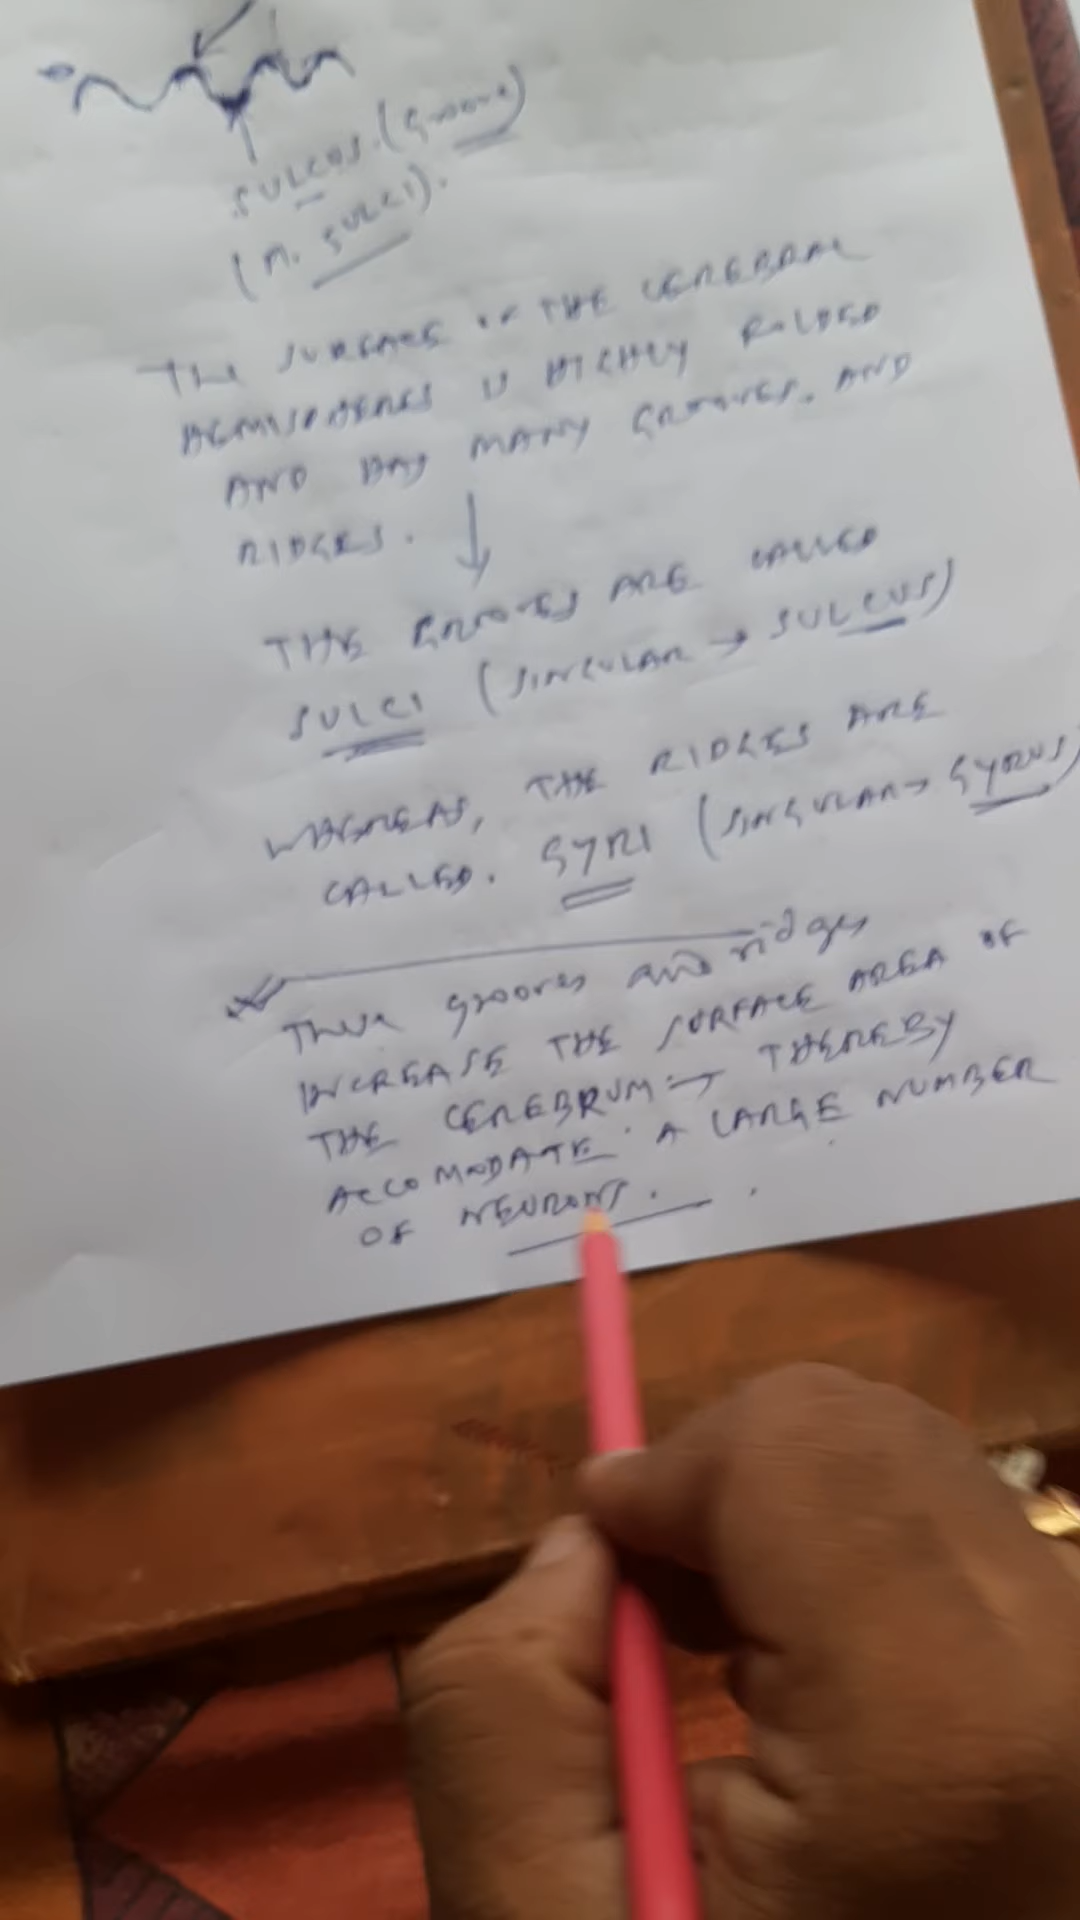 SULCUS. (Groove)
(n. SULCI).
THE SURFACE OF THE CEREBRAL
HEMISPHERES IS HIGHLY FOLDED
AND HAS MANY GROOVES. AND
RIDGES.
THE GROOVES ARE CALLED
SULCI (SINGULAR → SULCUS)
WHEREAS, THE RIDGES ARE
CALLED. GYRI (SINGULAR → GYRUS)
These grooves and ridges
INCREASE THE SURFACE AREA OF
THE CEREBRUM :→ THEREBY
ACCOMODATE A LARGE NUMBER
OF NEURONS.